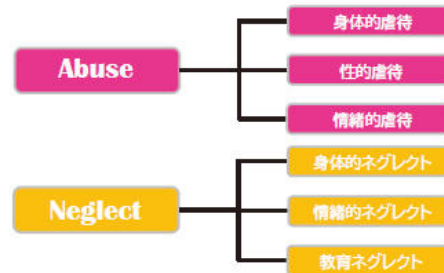 Abuse
身体的虐待
性的虐待
情緒的虐待
Neglect
身体的ネグレクト
情緒的ネグレクト
教育ネグレクト